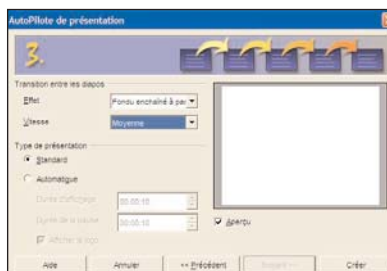 AutoPilote de présentation
3.
Transition entre les diapos
Effet Fondu enchaîné à par
Vitesse Moyenne
Type de présentation
Standard
Automatique
Durée d'affichage 00:00:10
Durée de la pause 00:00:10
Afficher le logo
Aperçu
Aide Annuler << Précédent Suivant >> Créer